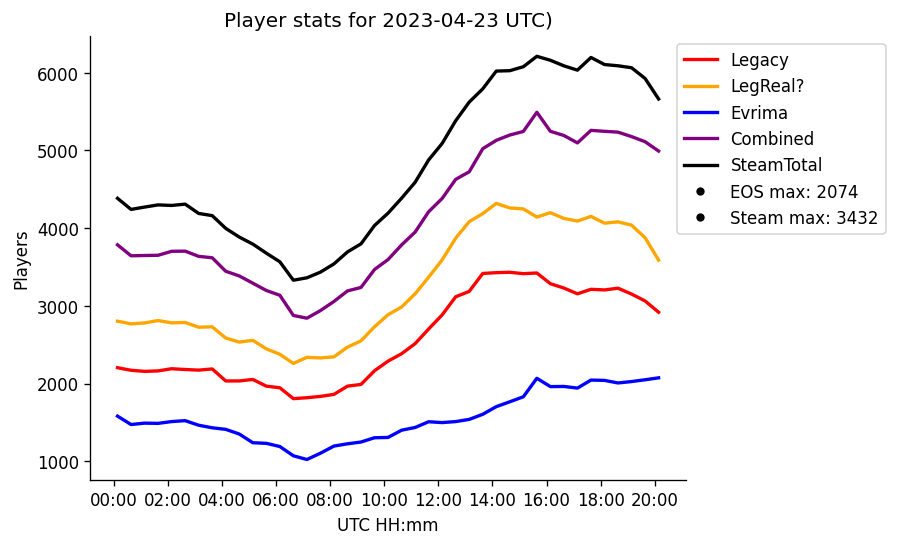 Player stats for 2023-04-23 UTC)
Players
6000
5000
4000
3000
2000
1000
00:00 02:00 04:00 06:00 08:00 10:00 12:00 14:00 16:00 18:00 20:00
UTC HH:mm
Legacy
LegReal?
Evrima
Combined
SteamTotal
EOS max: 2074
Steam max: 3432